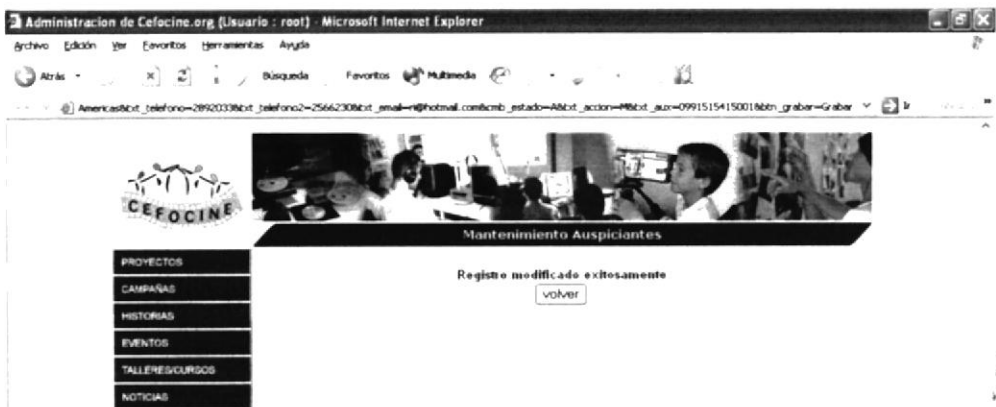 Administracion de Cefocine.org (Usuario : root) - Microsoft Internet Explorer
Archivo Edición Ver Favoritos Herramientas Ayuda
Atrás Búsqueda Favoritos Multimedia
Americas&txt_telefono=2892033&txt_telefono2=2566230&txt_email=ri@hotmail.com&cmb_estado=A&txt_accion=M&txt_aux=0991515415001&btn_grabar=Grabar Ir
CEFOCINE
Mantenimiento Auspiciantes
PROYECTOS
Registro modificado exitosamente
CAMPAÑAS
volver
HISTORIAS
EVENTOS
TALLERES/CURSOS
NOTICIAS